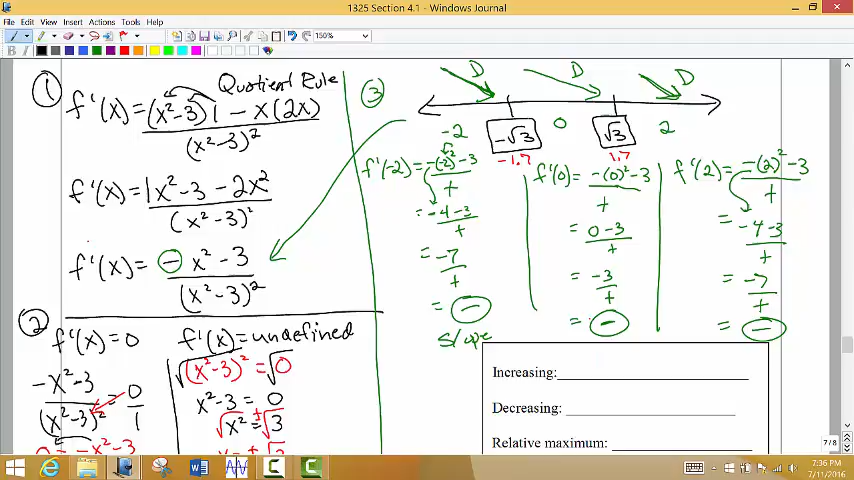 1325 Section 4.1 - Windows Journal
File Edit View Insert Actions Tools Help
150%
B I
① Quotient Rule
f'(x) = (x²-3)1 - x(2x)
(x²-3)²
f'(x) = 1x²-3-2x²
(x²-3)²
f'(x) = -x²-3
(x²-3)²
②
f'(x) = 0
-x²-3 = 0
(x²-3)² 1
0 = -x²-3
f'(x) = undefined
√(x²-3)² = √0
x²-3 = 0
√x² = ±√3
③
D D D
-2 -√3 0 √3 2
-1.7 1.7
f'(-2) = -(-2)²-3
+
= -4-3
+
= -7
+
= -
slope
f'(0) = -(0)²-3
+
= 0-3
+
= -3
+
= -
f'(2) = -(2)²-3
+
= -4-3
+
= -7
+
= -
Increasing:
Decreasing:
Relative maximum:
7/8
7:36 PM
7/11/2016